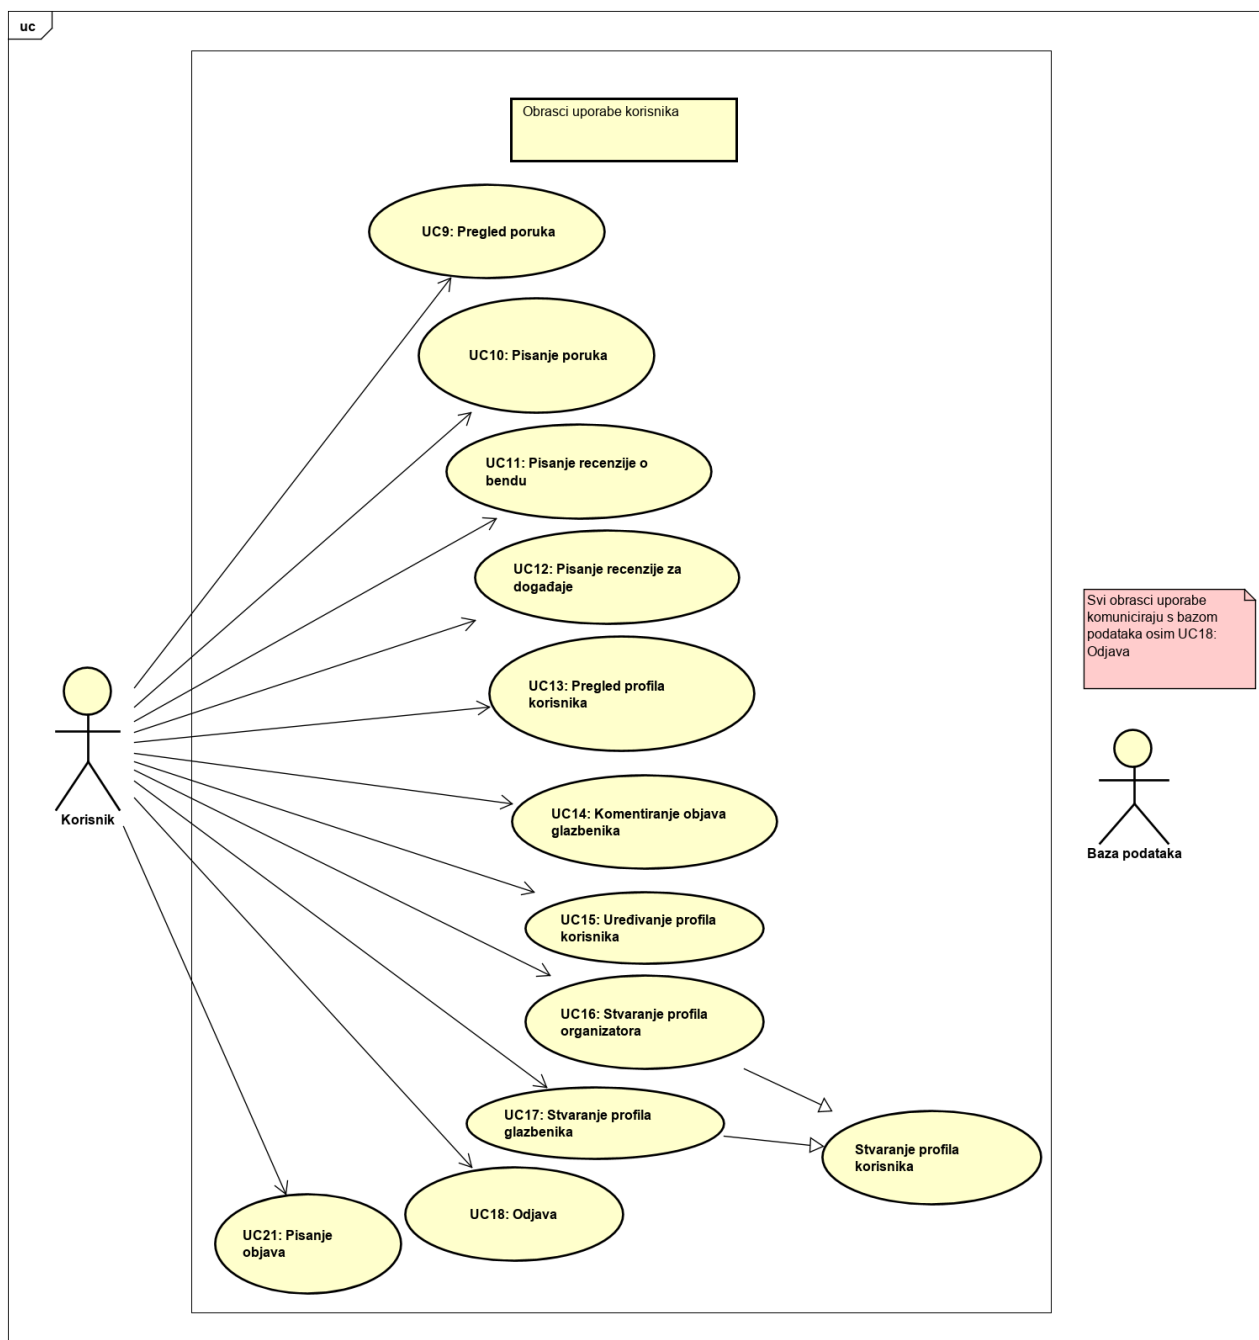 uc
Obrasci uporabe korisnika
UC9: Pregled poruka
UC10: Pisanje poruka
UC11: Pisanje recenzije o
bendu
UC12: Pisanje recenzije za
događaje
Svi obrasci uporabe
komuniciraju s bazom
podataka osim UC18:
Odjava
UC13: Pregled profila
korisnika
Korisnik
UC14: Komentiranje objava
glazbenika
Baza podataka
UC15: Uređivanje profila
korisnika
UC16: Stvaranje profila
organizatora
UC17: Stvaranje profila
glazbenika
Stvaranje profila
korisnika
UC18: Odjava
UC21: Pisanje
objava